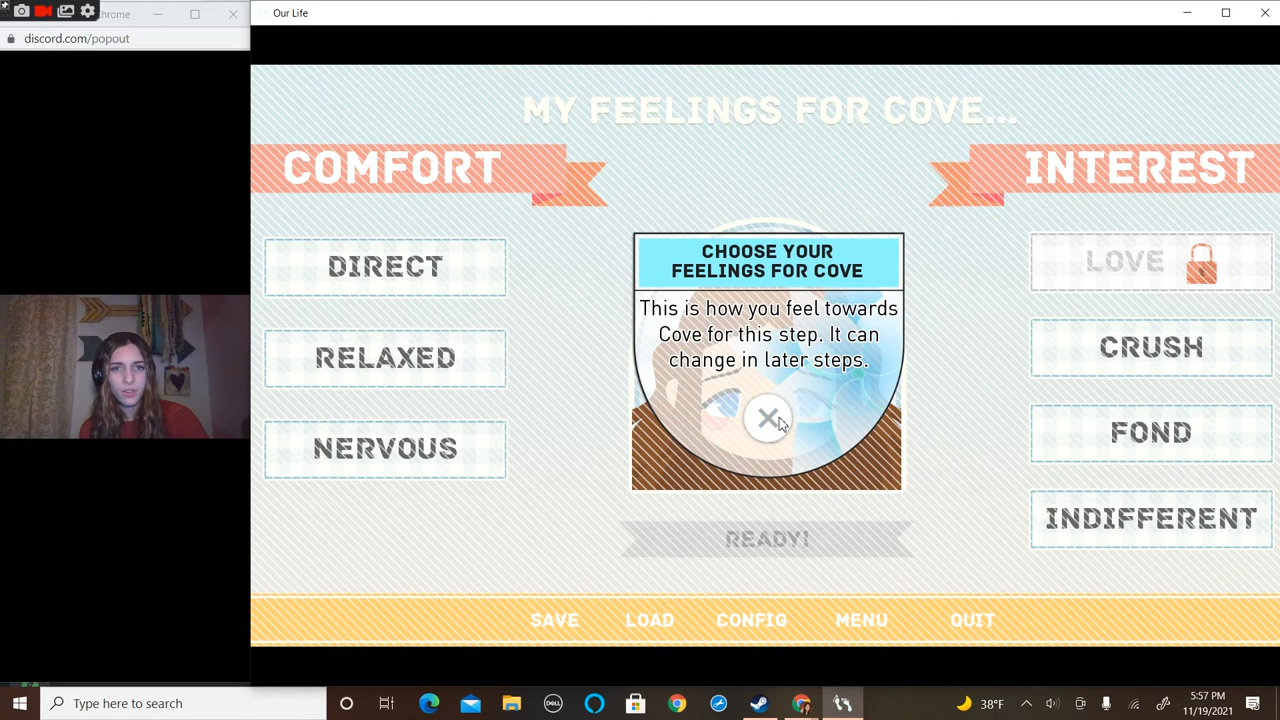 Chrome
discord.com/popout
Our Life
MY FEELINGS FOR COVE...
COMFORT
INTEREST
DIRECT
RELAXED
NERVOUS
CHOOSE YOUR
FEELINGS FOR COVE
This is how you feel towards
Cove for this step. It can
change in later steps.
LOVE
CRUSH
FOND
INDIFFERENT
READY!
SAVE
LOAD
CONFIG
MENU
QUIT
Type here to search
DELL
38°F
5:57 PM
11/19/2021